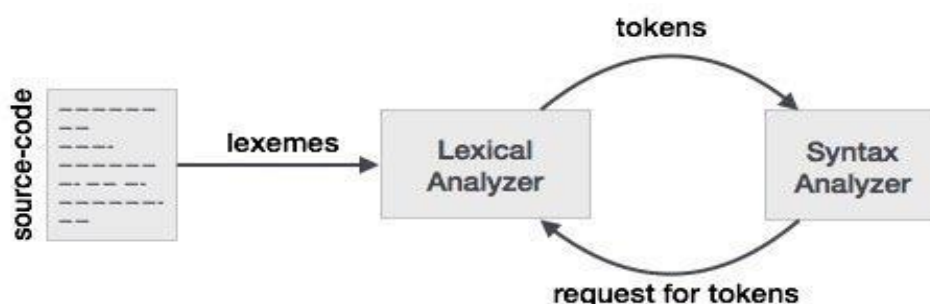 tokens
source-code
lexemes
Lexical
Analyzer
Syntax
Analyzer
request for tokens